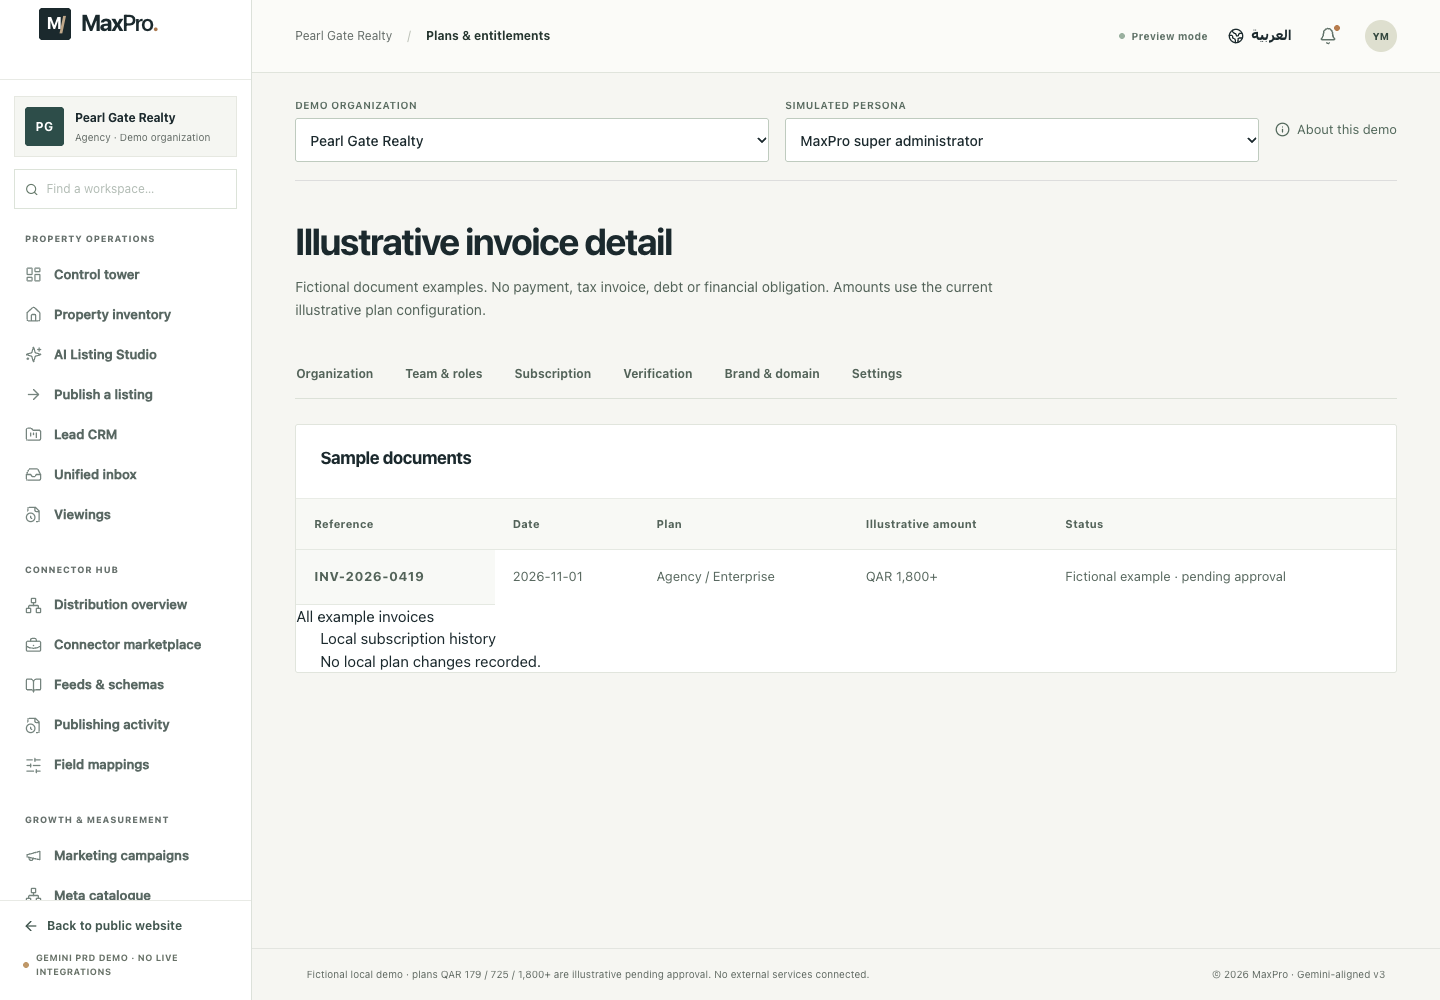 M/ MaxPro.
PG
Pearl Gate Realty
Agency · Demo organization
Find a workspace...
PROPERTY OPERATIONS
Control tower
Property inventory
AI Listing Studio
Publish a listing
Lead CRM
Unified inbox
Viewings
CONNECTOR HUB
Distribution overview
Connector marketplace
Feeds & schemas
Publishing activity
Field mappings
GROWTH & MEASUREMENT
Marketing campaigns
Meta catalogue
Back to public website
GEMINI PRD DEMO · NO LIVE
INTEGRATIONS
Pearl Gate Realty / Plans & entitlements
Preview mode
العربية
YM
DEMO ORGANIZATION
Pearl Gate Realty
SIMULATED PERSONA
MaxPro super administrator
About this demo
Illustrative invoice detail
Fictional document examples. No payment, tax invoice, debt or financial obligation. Amounts use the current
illustrative plan configuration.
Organization Team & roles Subscription Verification Brand & domain Settings
Sample documents
Reference Date Plan Illustrative amount Status
INV-2026-0419 2026-11-01 Agency / Enterprise QAR 1,800+ Fictional example · pending approval
All example invoices
Local subscription history
No local plan changes recorded.
Fictional local demo · plans QAR 179 / 725 / 1,800+ are illustrative pending approval. No external services connected.
© 2026 MaxPro · Gemini-aligned v3